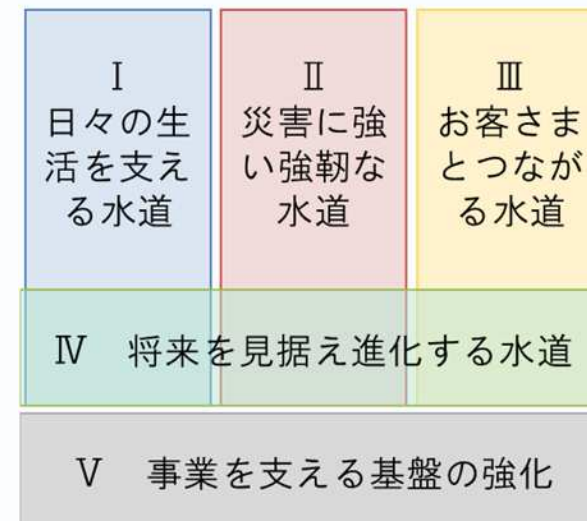 Ⅰ
日々の生
活を支え
る水道
Ⅱ
災害に強
い強靭な
水道
Ⅲ
お客さま
とつなが
る水道
Ⅳ 将来を見据え進化する水道
Ⅴ 事業を支える基盤の強化